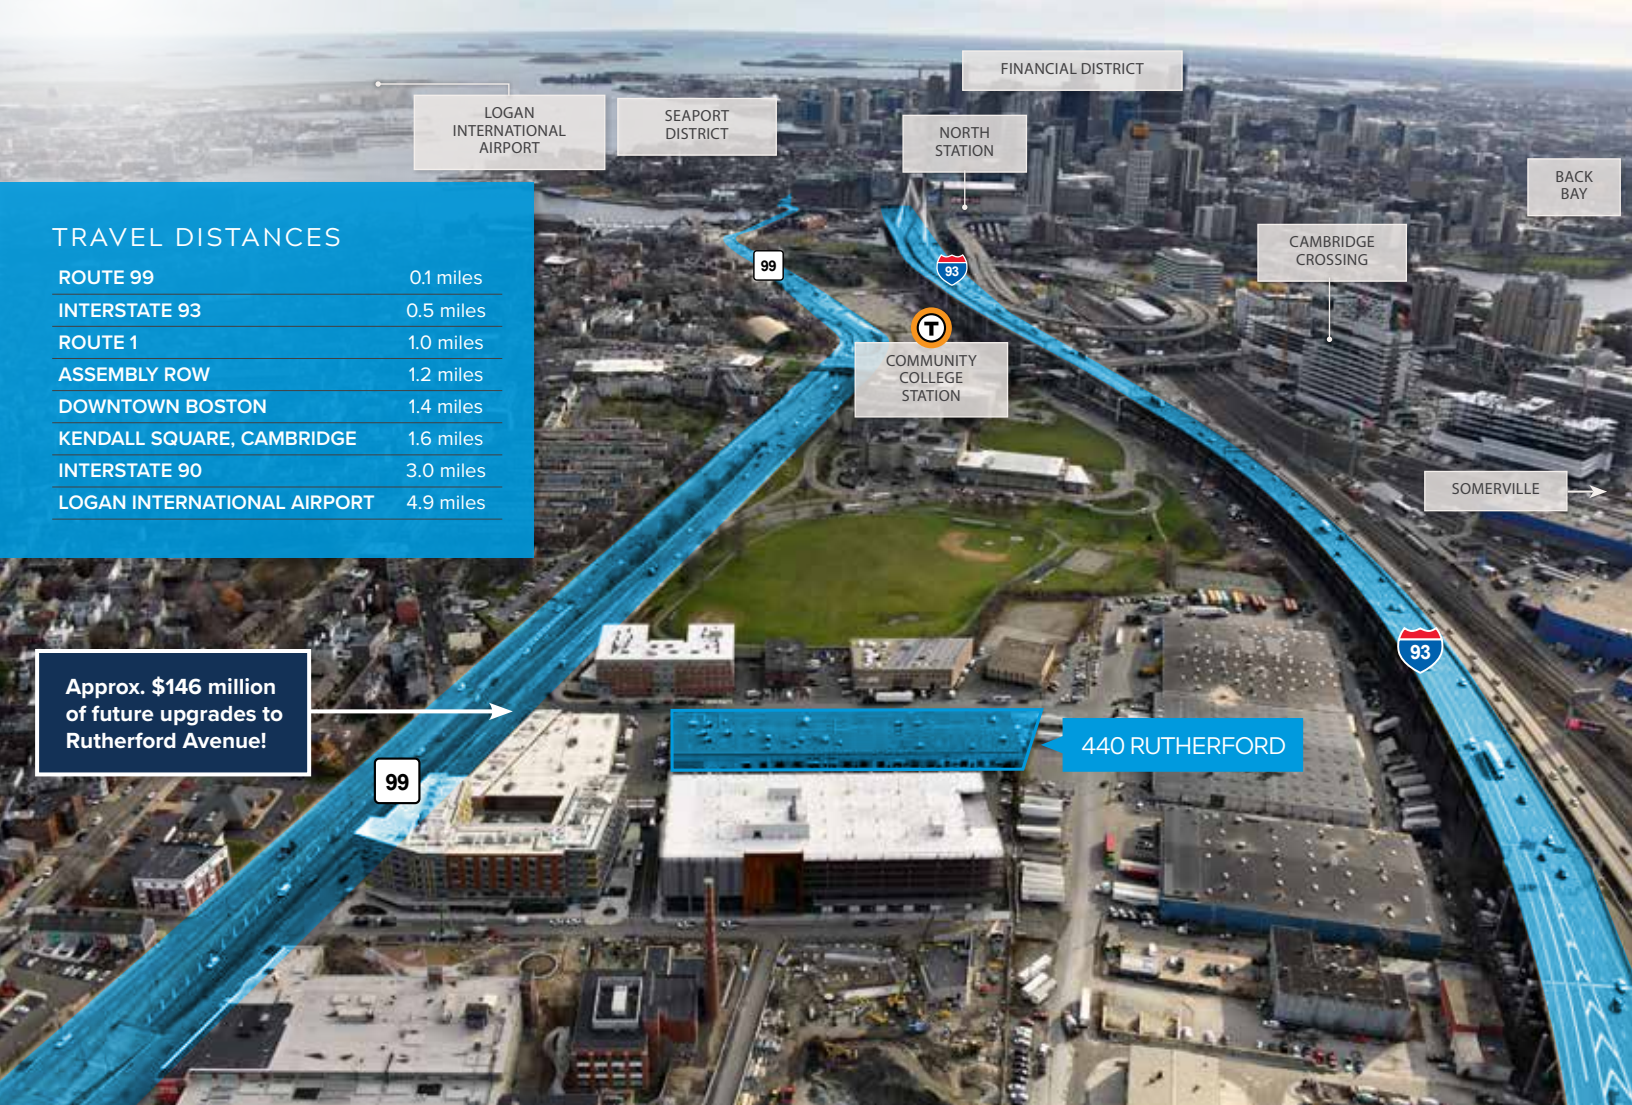 FINANCIAL DISTRICT
LOGAN
INTERNATIONAL
AIRPORT
SEAPORT
DISTRICT
NORTH
STATION
BACK
BAY
CAMBRIDGE
CROSSING
TRAVEL DISTANCES
ROUTE 99 0.1 miles
INTERSTATE 93 0.5 miles
ROUTE 1 1.0 miles
ASSEMBLY ROW 1.2 miles
DOWNTOWN BOSTON 1.4 miles
KENDALL SQUARE, CAMBRIDGE 1.6 miles
INTERSTATE 90 3.0 miles
LOGAN INTERNATIONAL AIRPORT 4.9 miles
99
93
T
COMMUNITY
COLLEGE
STATION
SOMERVILLE
93
Approx. $146 million
of future upgrades to
Rutherford Avenue!
440 RUTHERFORD
99